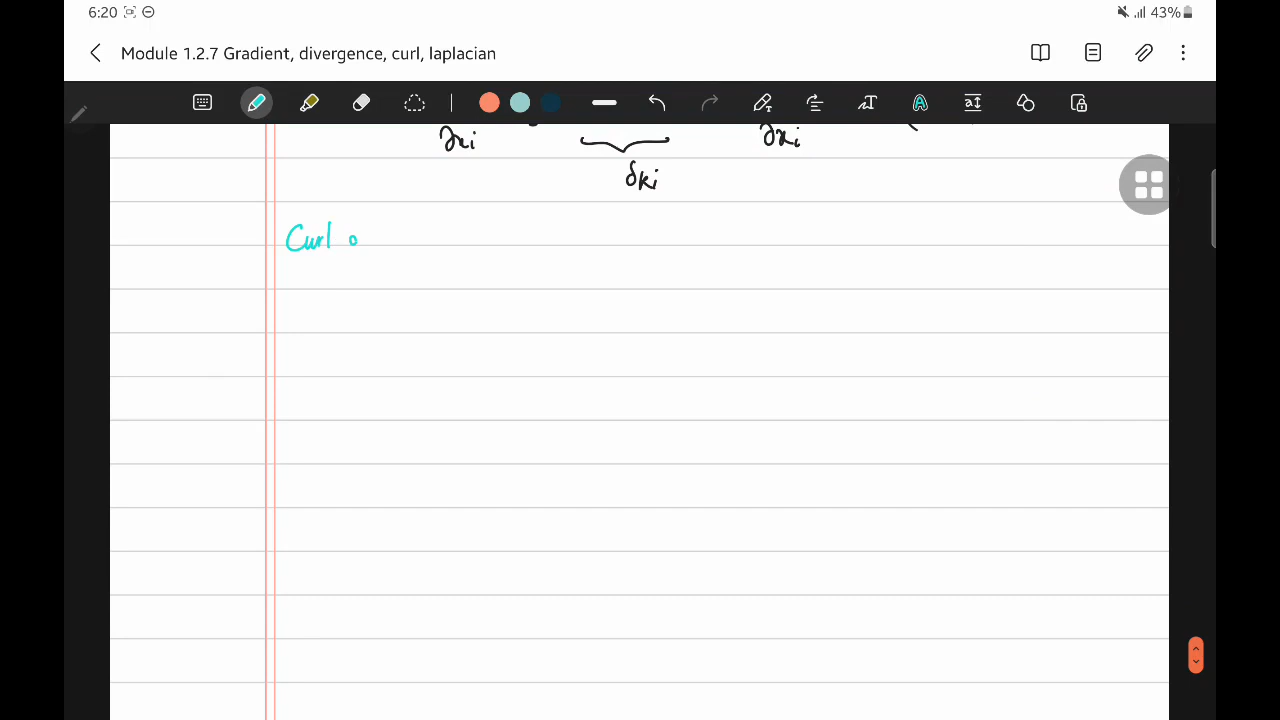 6:20 43%
Module 1.2.7 Gradient, divergence, curl, laplacian
∂xi ∂xi
δki
Curl o